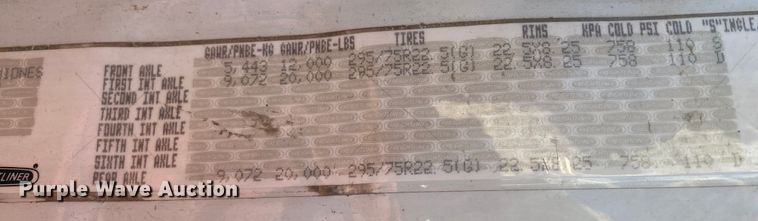 GAWR/PNBE-KG GAWR/PNBE-LBS TIRES RIMS KPA COLD PSI COLD "S"INGLE,
FRONT AXLE 5,443 12,000 295/75R22.5(G) 22.5X8.25 758 110 S
FIRST INT AXLE 9,072 20,000 295/75R22.5(G) 22.5X8.25 758 110 D
SECOND INT AXLE
THIRD INT AXLE
FOURTH INT AXLE
FIFTH INT AXLE
SIXTH INT AXLE
REAR AXLE 9,072 20,000 295/75R22.5(G) 22.5X8.25 758 110 D
TLINER
Purple Wave Auction